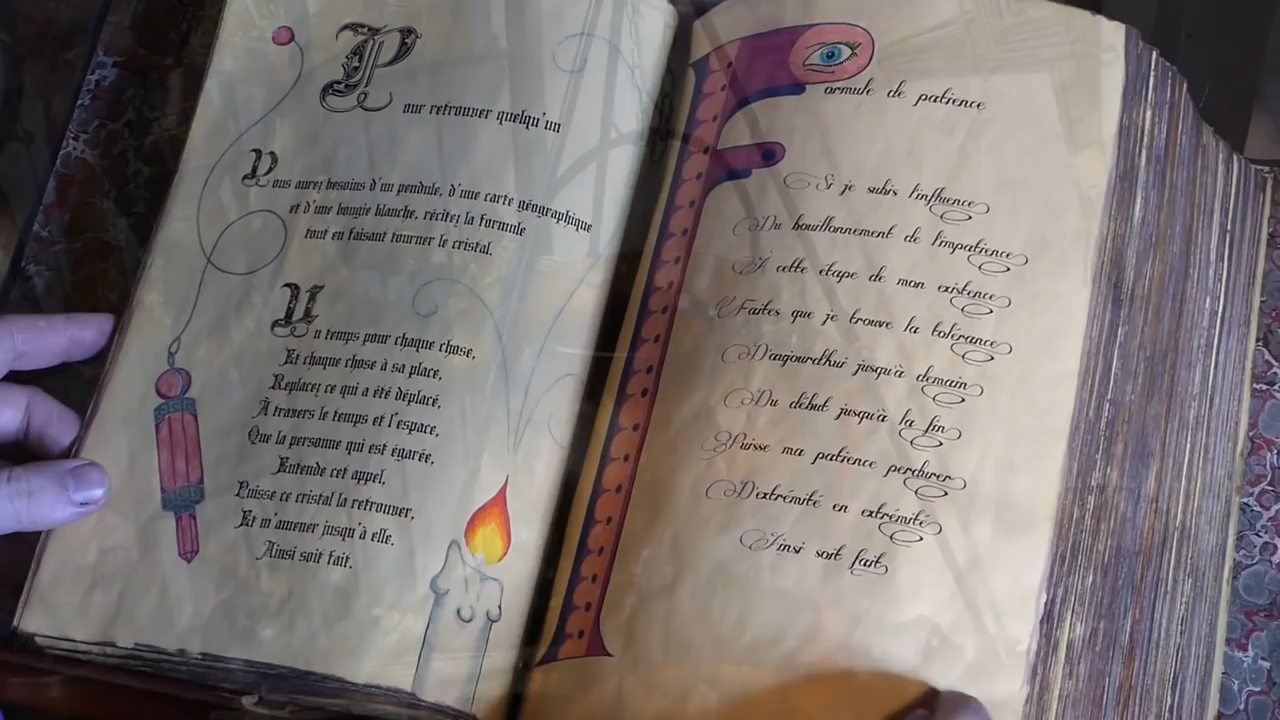 Pour retrouver quelqu'un
Vous aurez besoins d'un pendule, d'une carte géographique
et d'une bougie blanche, récitez la formule
tout en faisant tourner le cristal.
Un temps pour chaque chose,
Et chaque chose à sa place,
Replacez ce qui a été déplacé,
À travers le temps et l'espace,
Que la personne qui est égarée,
Entende cet appel,
Puisse ce cristal la retrouver,
Et m'amener jusqu'à elle.
Ainsi soit fait.
Formule de patience
Si je subis l'influence
Du bouillonnement de l'impatience
À cette étape de mon existence
Faites que je trouve la tolérance
D'aujourd'hui jusqu'à demain
Du début jusqu'à la fin
Puisse ma patience perdurer
D'extrémité en extrémité
Ainsi soit fait